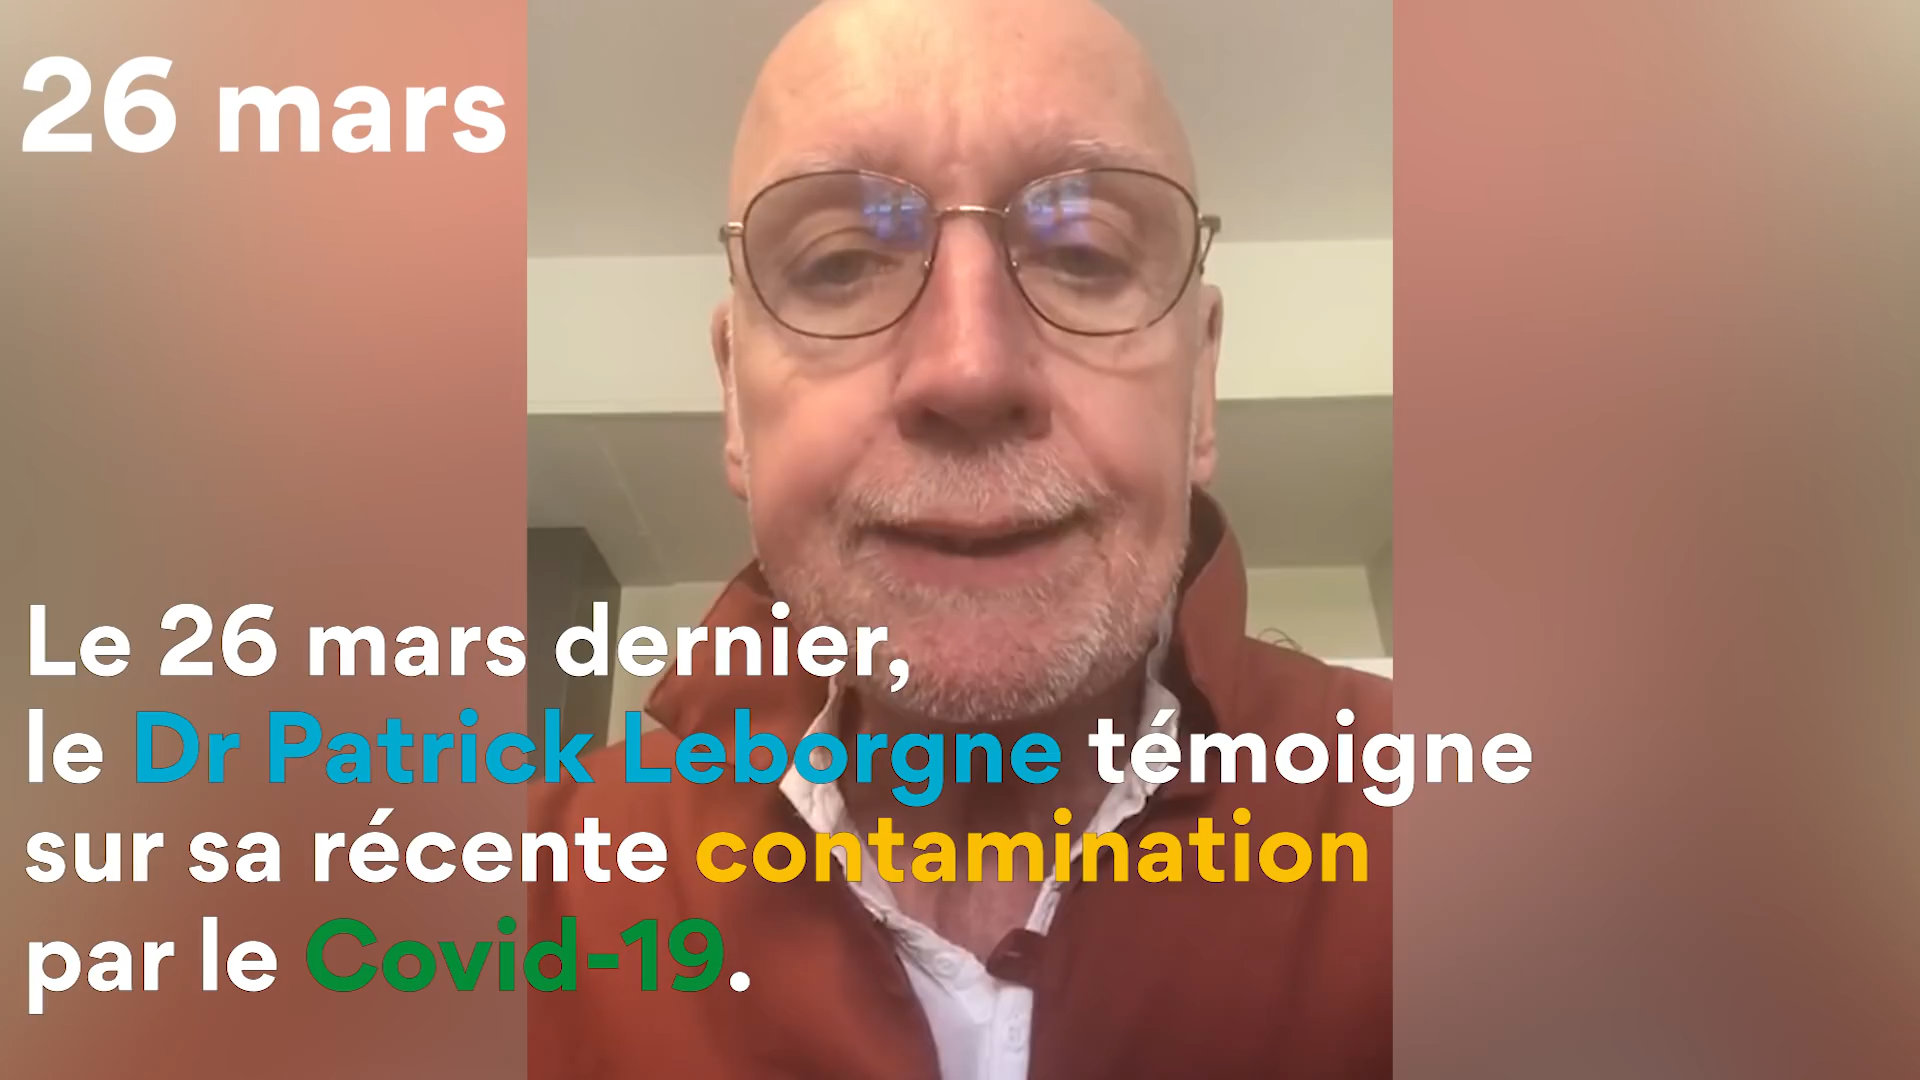 26 mars
Le 26 mars dernier,
le Dr Patrick Leborgne témoigne
sur sa récente contamination
par le Covid-19.